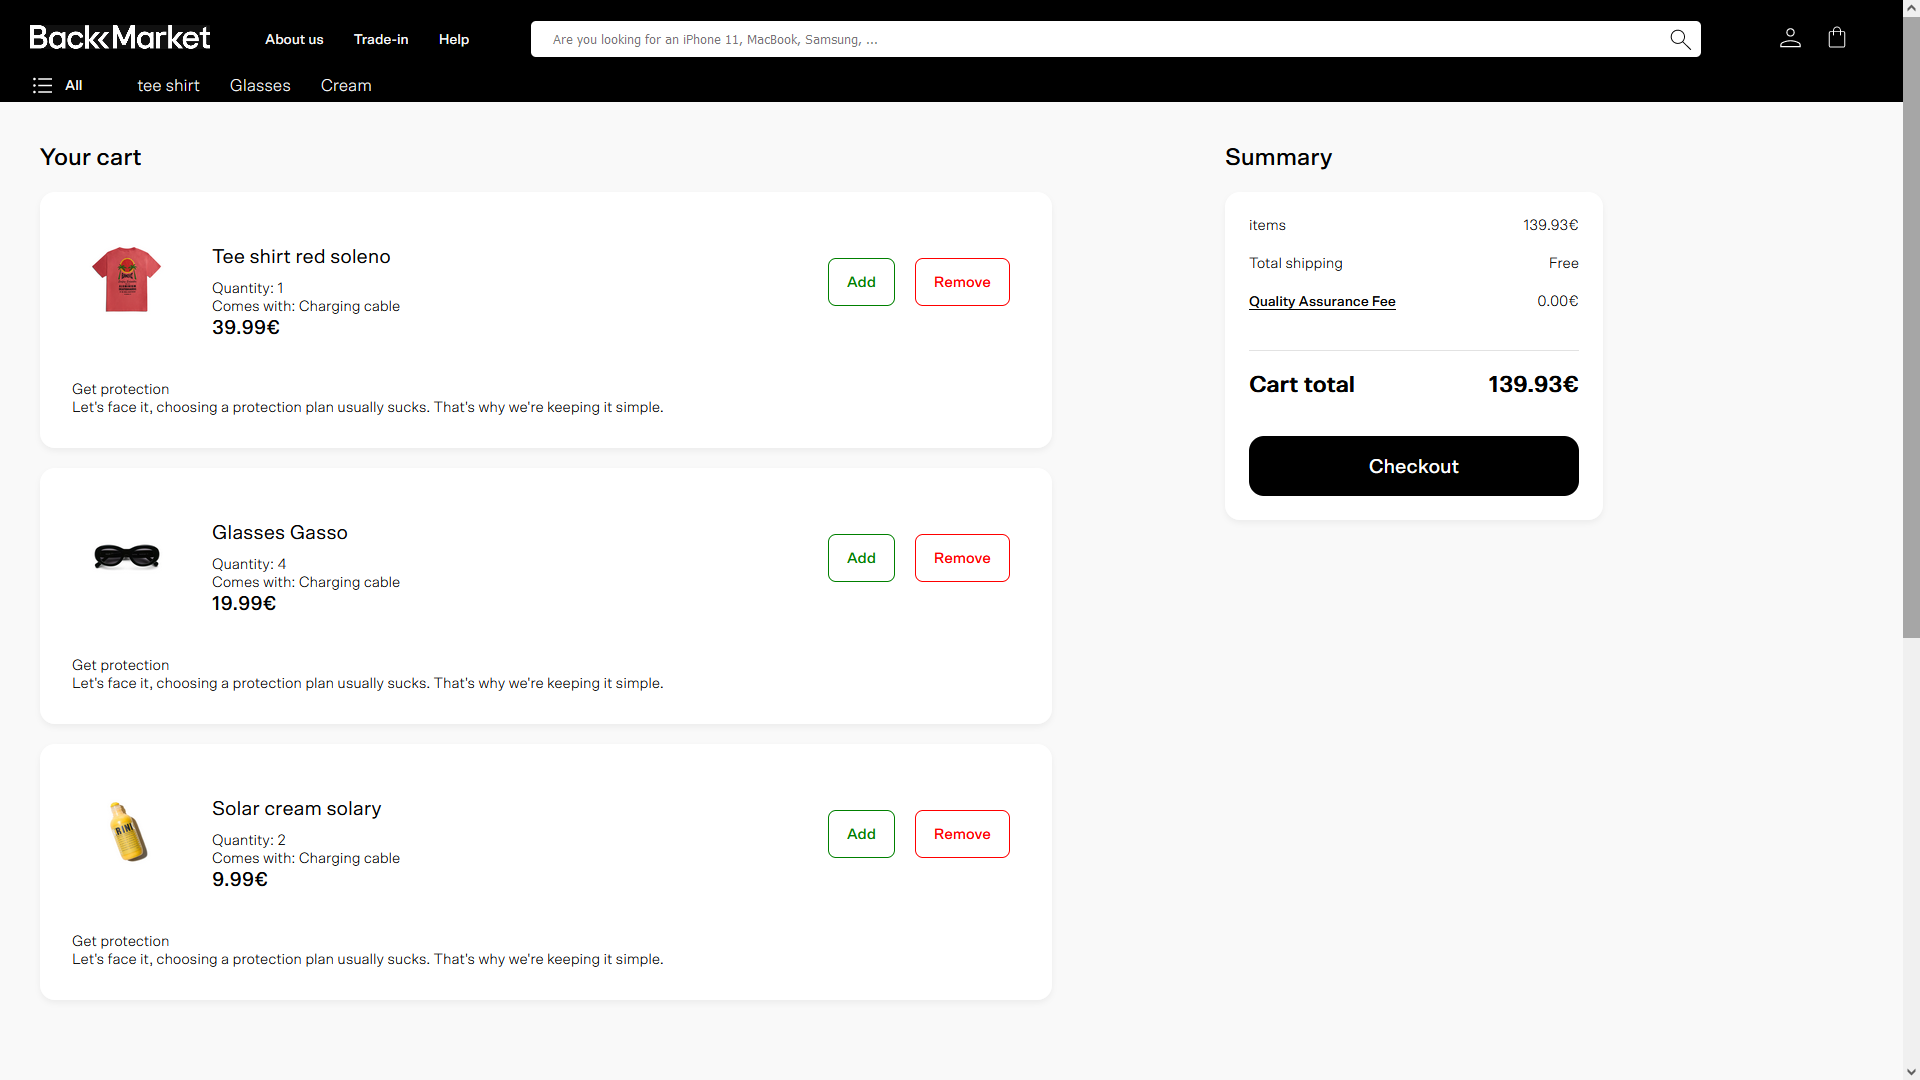 Back Market
About us
Trade-in
Help
Are you looking for an iPhone 11, MacBook, Samsung, ...
All
tee shirt
Glasses
Cream
Your cart
Tee shirt red soleno
Quantity: 1
Comes with: Charging cable
39.99€
Add
Remove
Get protection
Let's face it, choosing a protection plan usually sucks. That's why we're keeping it simple.
Glasses Gasso
Quantity: 4
Comes with: Charging cable
19.99€
Add
Remove
Get protection
Let's face it, choosing a protection plan usually sucks. That's why we're keeping it simple.
Solar cream solary
Quantity: 2
Comes with: Charging cable
9.99€
Add
Remove
Get protection
Let's face it, choosing a protection plan usually sucks. That's why we're keeping it simple.
Summary
items 139.93€
Total shipping Free
Quality Assurance Fee 0.00€
Cart total 139.93€
Checkout